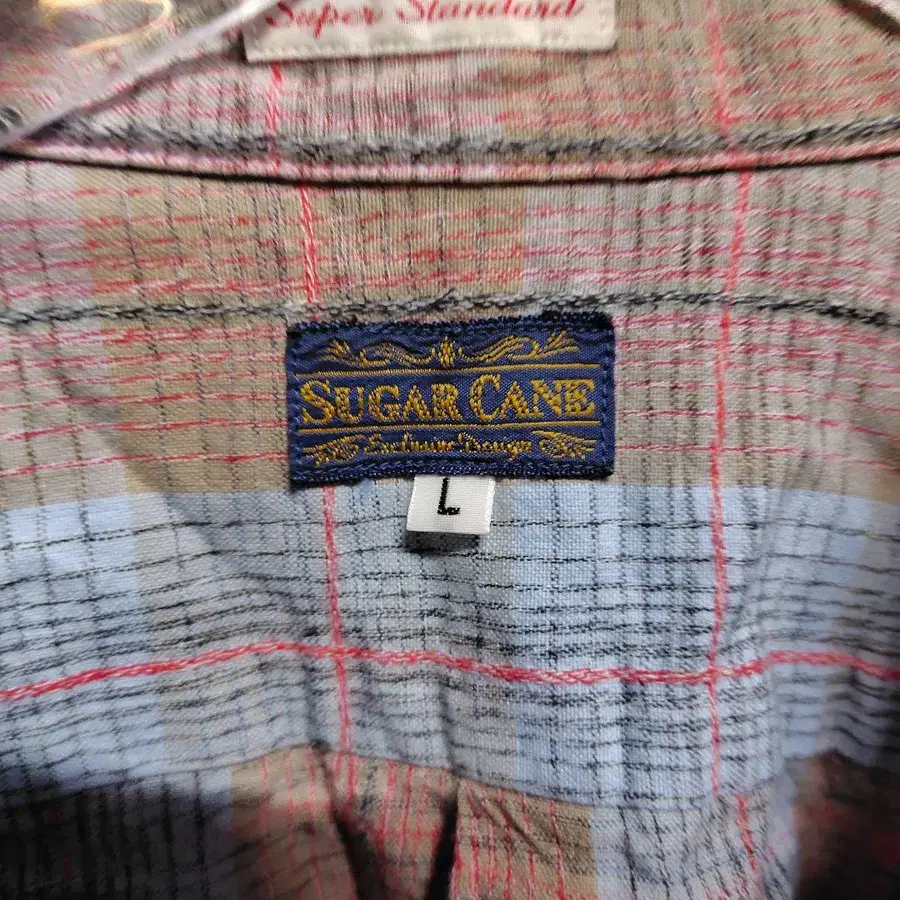 Super Standard
SUGAR CANE
Exclusive Design
L